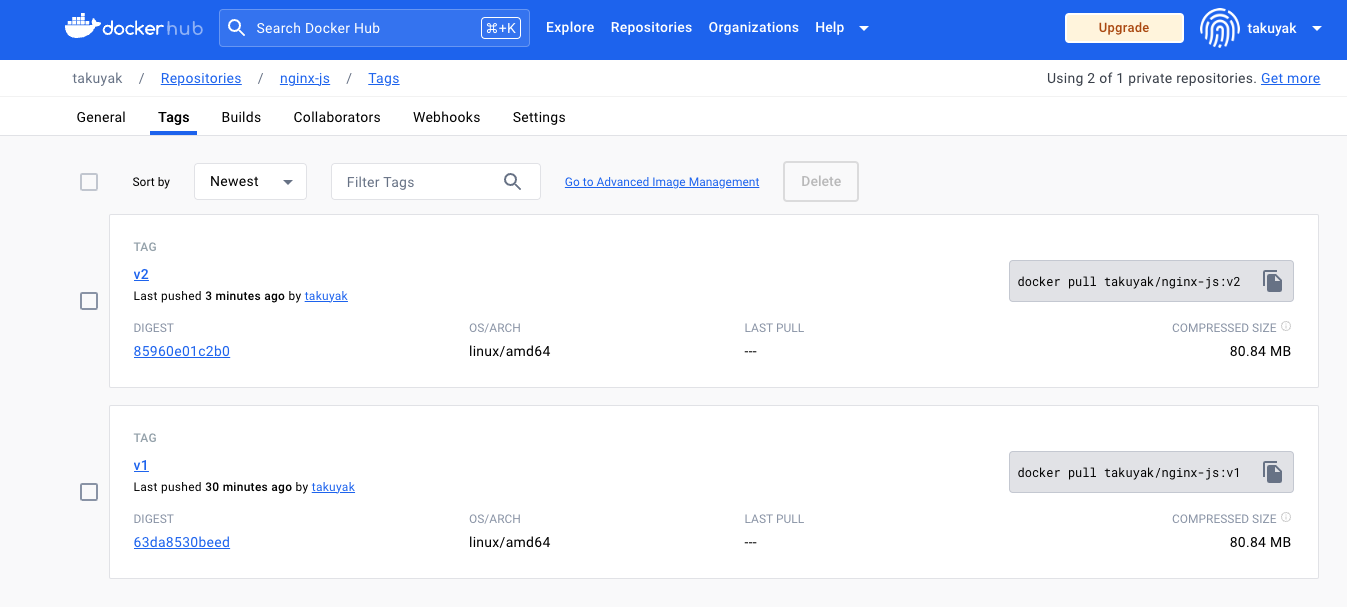 dockerhub Search Docker Hub ⌘+K Explore Repositories Organizations Help Upgrade takuyak
takuyak / Repositories / nginx-js / Tags Using 2 of 1 private repositories. Get more
General Tags Builds Collaborators Webhooks Settings
Sort by Newest Filter Tags Go to Advanced Image Management Delete
TAG
v2
docker pull takuyak/nginx-js:v2
Last pushed 3 minutes ago by takuyak
DIGEST OS/ARCH LAST PULL COMPRESSED SIZE
85960e01c2b0 linux/amd64 --- 80.84 MB
TAG
v1
docker pull takuyak/nginx-js:v1
Last pushed 30 minutes ago by takuyak
DIGEST OS/ARCH LAST PULL COMPRESSED SIZE
63da8530beed linux/amd64 --- 80.84 MB